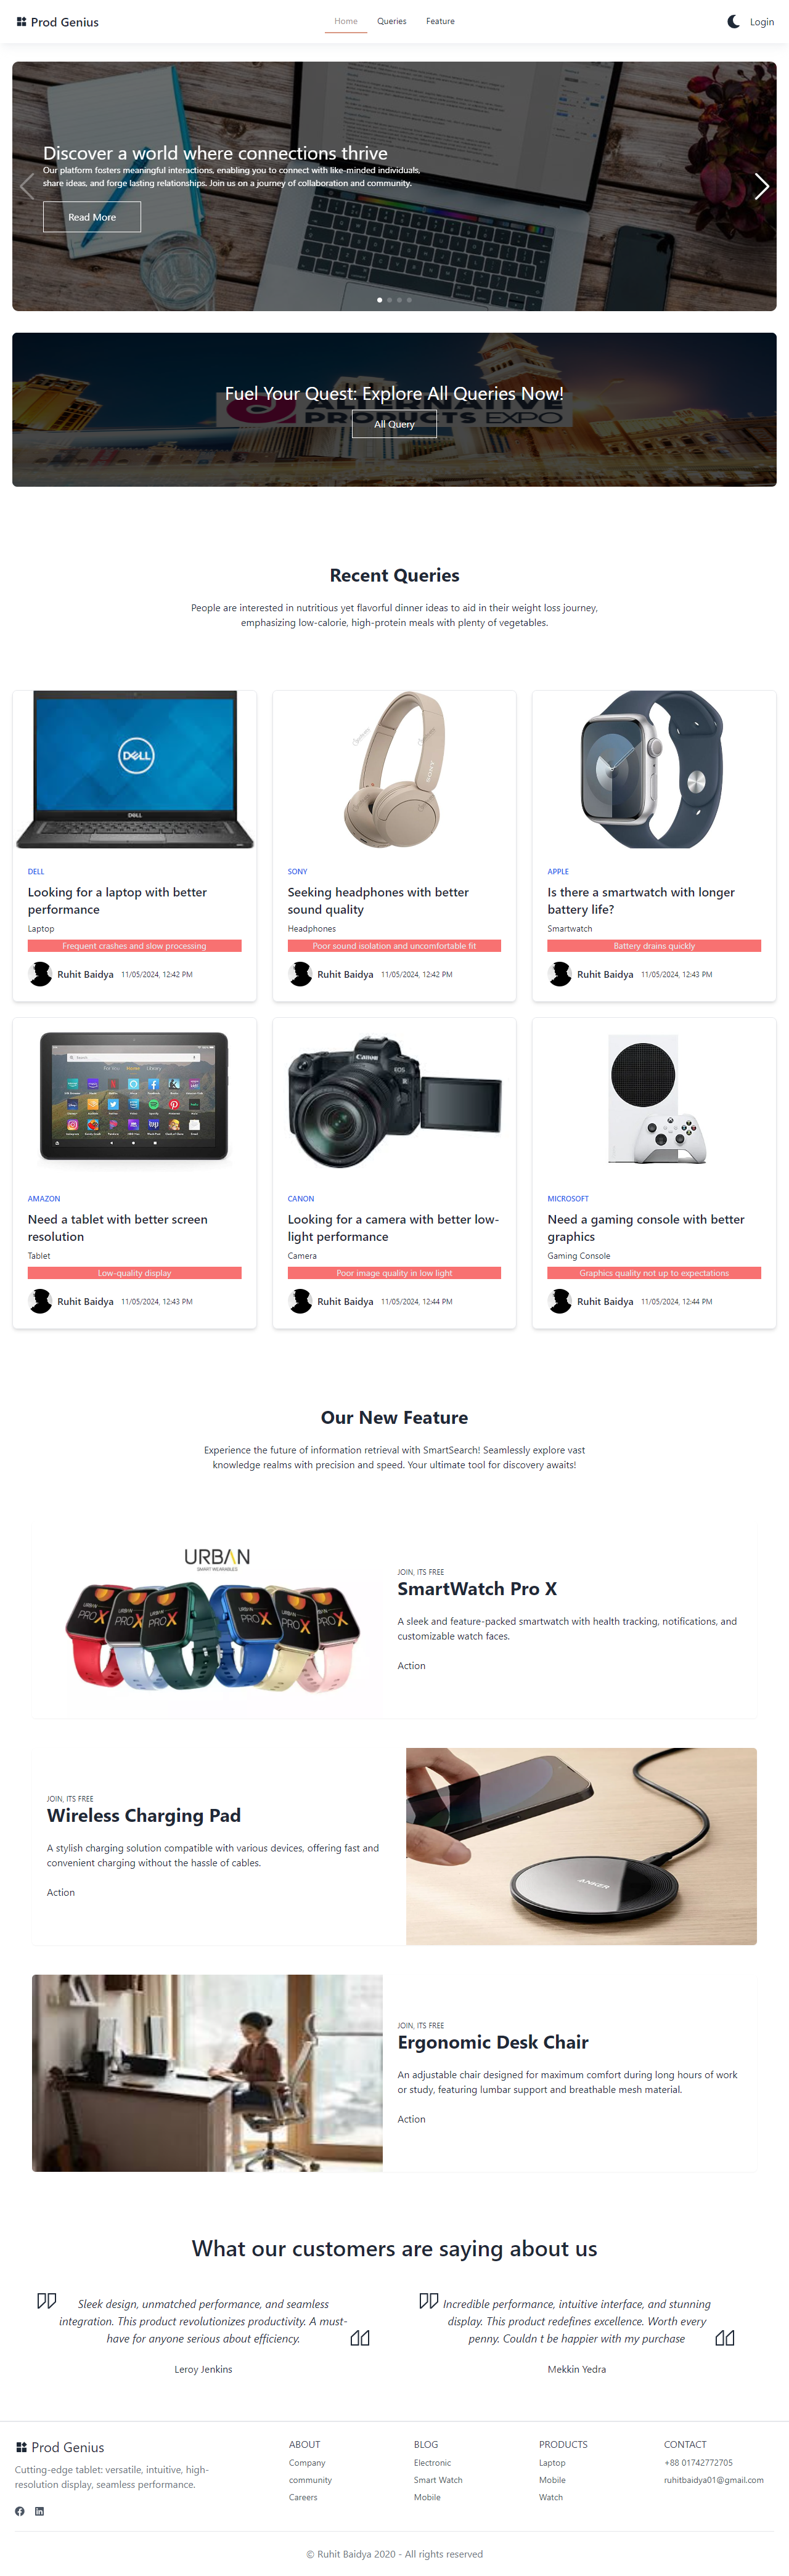 Prod Genius
Home
Queries
Feature
Login
Discover a world where connections thrive
Our platform fosters meaningful interactions, enabling you to connect with like-minded individuals,
share ideas, and forge lasting relationships. Join us on a journey of collaboration and community.
Read More
Fuel Your Quest: Explore All Queries Now!
ALTERNATIVE
PRODUCTS EXPO
All Query
Recent Queries
People are interested in nutritious yet flavorful dinner ideas to aid in their weight loss journey,
emphasizing low-calorie, high-protein meals with plenty of vegetables.
DELL
DELL
SONY
DELL
Looking for a laptop with better
performance
Laptop
Frequent crashes and slow processing
Ruhit Baidya 11/05/2024, 12:42 PM
SONY
Seeking headphones with better
sound quality
Headphones
Poor sound isolation and uncomfortable fit
Ruhit Baidya 11/05/2024, 12:42 PM
APPLE
Is there a smartwatch with longer
battery life?
Smartwatch
Battery drains quickly
Ruhit Baidya 11/05/2024, 12:43 PM
Canon
EOS
R
AMAZON
Need a tablet with better screen
resolution
Tablet
Low-quality display
Ruhit Baidya 11/05/2024, 12:43 PM
CANON
Looking for a camera with better low-
light performance
Camera
Poor image quality in low light
Ruhit Baidya 11/05/2024, 12:44 PM
MICROSOFT
Need a gaming console with better
graphics
Gaming Console
Graphics quality not up to expectations
Ruhit Baidya 11/05/2024, 12:44 PM
Our New Feature
Experience the future of information retrieval with SmartSearch! Seamlessly explore vast
knowledge realms with precision and speed. Your ultimate tool for discovery awaits!
URBAN
SMART WEARABLES
JOIN, ITS FREE
SmartWatch Pro X
A sleek and feature-packed smartwatch with health tracking, notifications, and
customizable watch faces.
Action
JOIN, ITS FREE
Wireless Charging Pad
A stylish charging solution compatible with various devices, offering fast and
convenient charging without the hassle of cables.
Action
ANKER
JOIN, ITS FREE
Ergonomic Desk Chair
An adjustable chair designed for maximum comfort during long hours of work
or study, featuring lumbar support and breathable mesh material.
Action
What our customers are saying about us
Sleek design, unmatched performance, and seamless
integration. This product revolutionizes productivity. A must-
have for anyone serious about efficiency.
Leroy Jenkins
Incredible performance, intuitive interface, and stunning
display. This product redefines excellence. Worth every
penny. Couldn t be happier with my purchase
Mekkin Yedra
Prod Genius
Cutting-edge tablet: versatile, intuitive, high-
resolution display, seamless performance.
ABOUT
Company
community
Careers
BLOG
Electronic
Smart Watch
Mobile
PRODUCTS
Laptop
Mobile
Watch
CONTACT
+88 01742772705
ruhitbaidya01@gmail.com
© Ruhit Baidya 2020 - All rights reserved